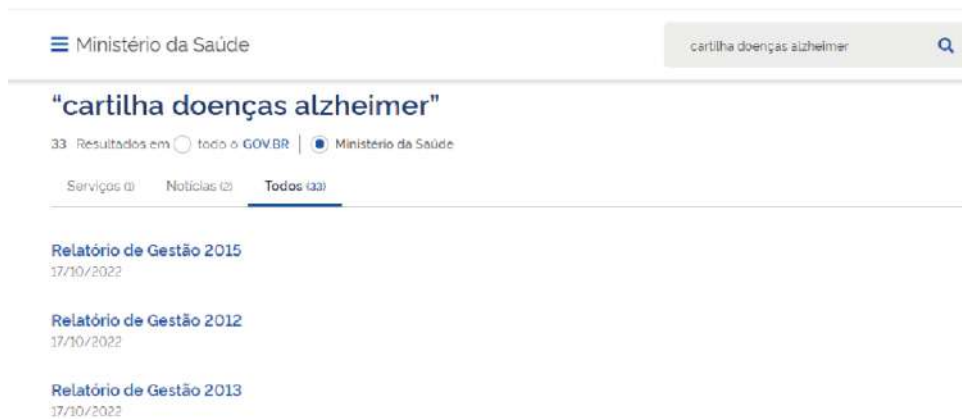 Ministério da Saúde
cartilha doenças alzheimer
“cartilha doenças alzheimer”
33 Resultados em todo o GOV.BR | Ministério da Saúde
Serviços (1) Notícias (2) Todos (33)
Relatório de Gestão 2015
17/10/2022
Relatório de Gestão 2012
17/10/2022
Relatório de Gestão 2013
17/10/2022